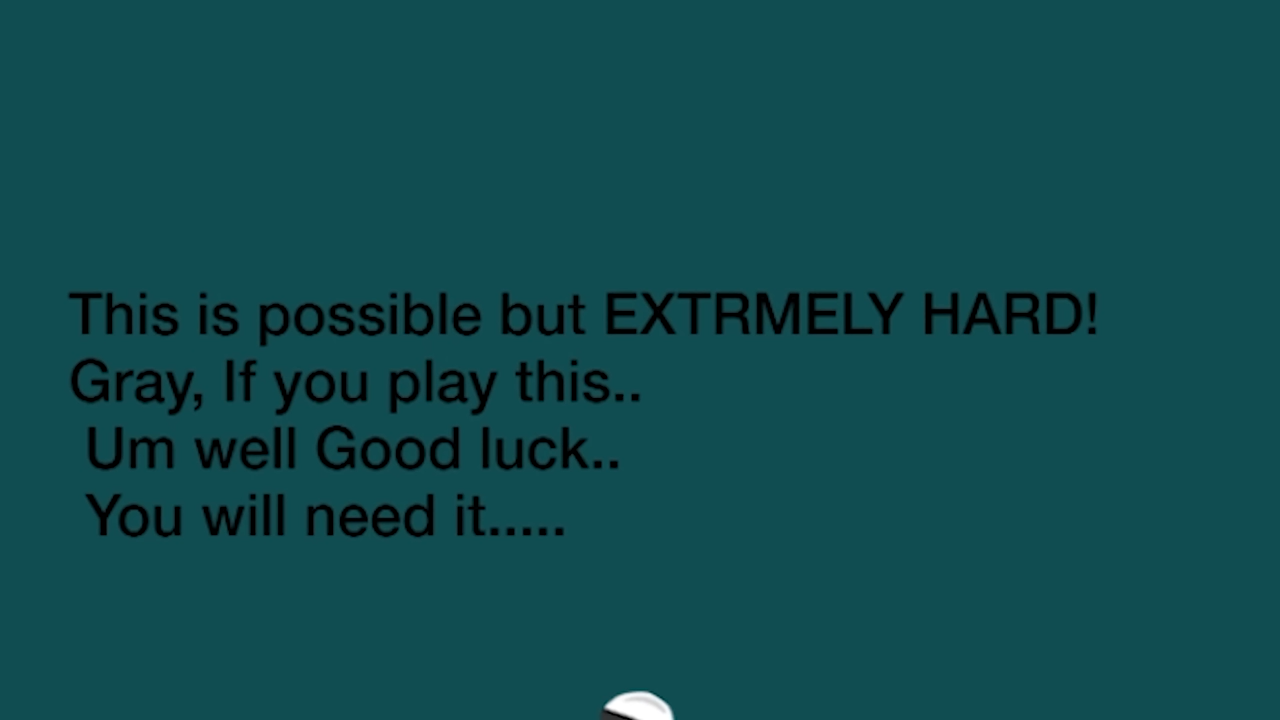 This is possible but EXTRMELY HARD!
Gray, If you play this..
Um well Good luck..
You will need it.....